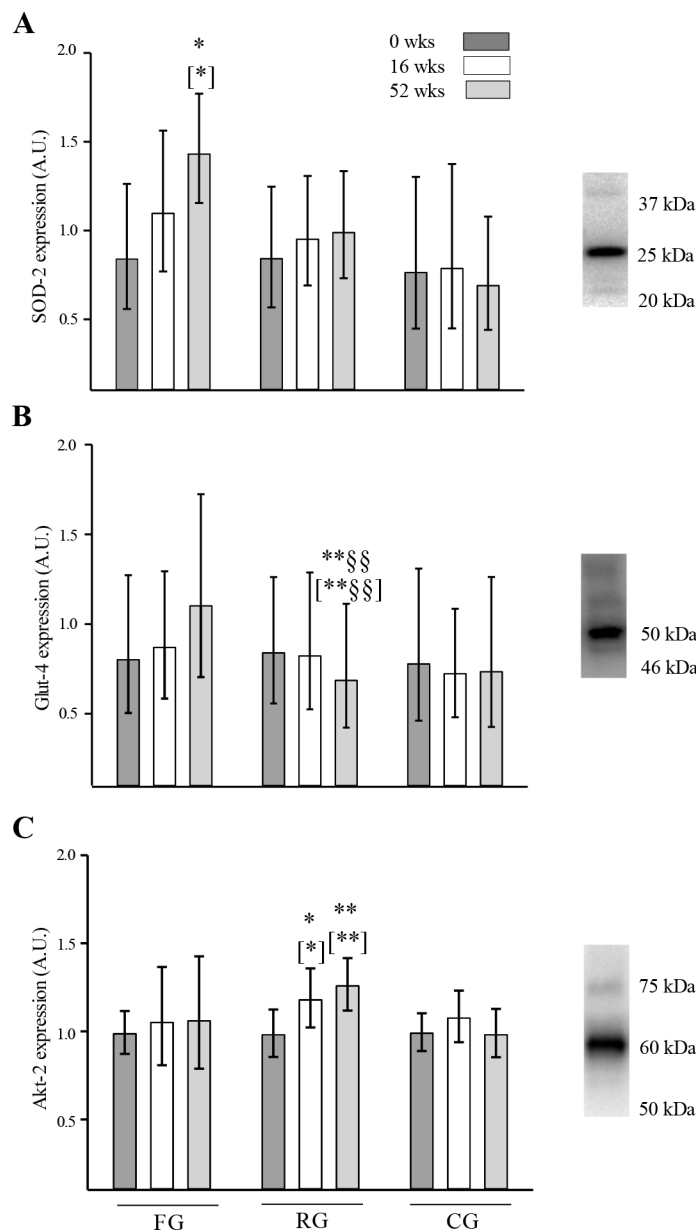 A
0 wks
16 wks
52 wks
*
[*]
2.0
1.5
1.0
0.5
SOD-2 expression (A.U.)
37 kDa
25 kDa
20 kDa
B
2.0
1.5
1.0
0.5
Glut-4 expression (A.U.)
**§§
[**§§]
50 kDa
46 kDa
C
2.0
1.5
1.0
0.5
Akt-2 expression (A.U.)
*
[*]
**
[**]
75 kDa
60 kDa
50 kDa
FG
RG
CG